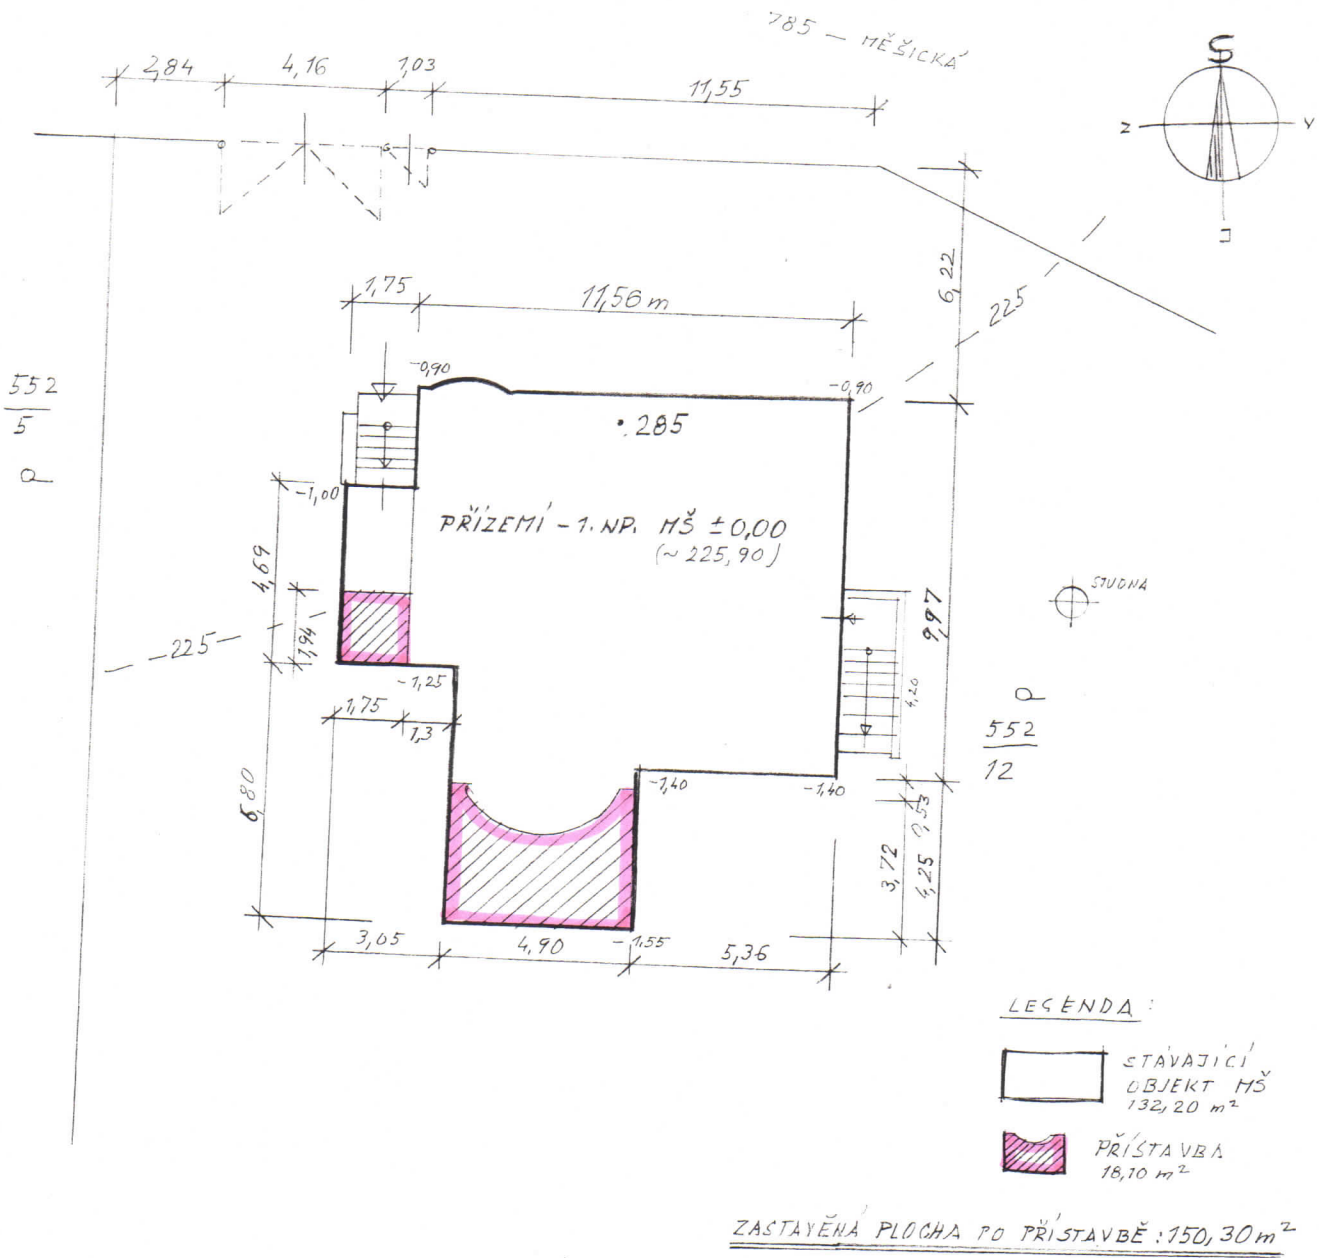 785 – MĚŠICKÁ
2,84
4,16
1,03
11,55
S
Z
V
J
6,22
225
1,75
11,56 m
-0,90
-0,90
552
5
285
-1,00
PŘÍZEMÍ - 1. NP. MŠ ±0,00
(~ 225,90)
4,69
1,94
225
9,97
STUDNA
-1,25
1,75
1,3
4,20
552
12
6,80
-1,40
-1,40
0,53
3,72
4,25
3,05
4,90
-1,55
5,36
LEGENDA :
STÁVAJÍCÍ
OBJEKT MŠ
132,20 m²
PŘÍSTAVBA
18,10 m²
ZASTAVĚNÁ PLOCHA PO PŘÍSTAVBĚ : 150,30 m²